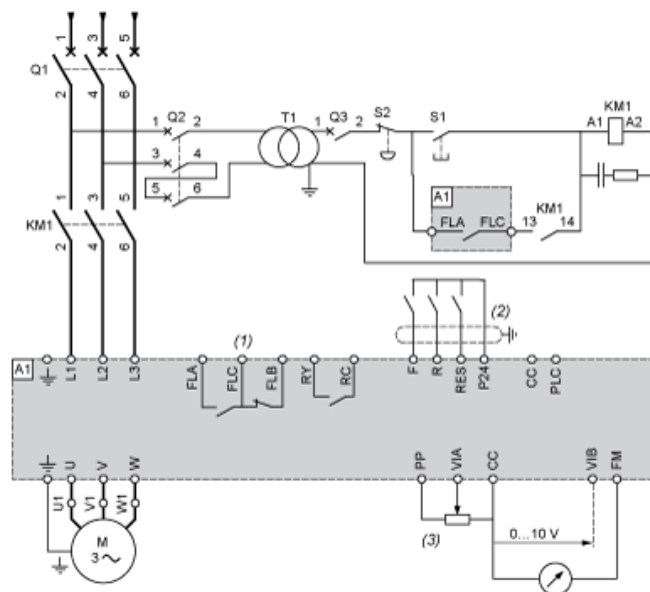 1 3 5
Q1
2 4 6
1 Q2 2
3 4
5 6
T1
1 Q3 2
S2
S1
KM1
A1 A2
A1
FLA FLC
13 KM1 14
1 3 5
KM1
2 4 6
(1)
(2)
A1
L1 L2 L3
FLA FLC FLB RY RC
F R RES P24 CC PLC
U V W
PP VIA CC VIB FM
U1 V1 W1
M
3
(3)
0...10 V